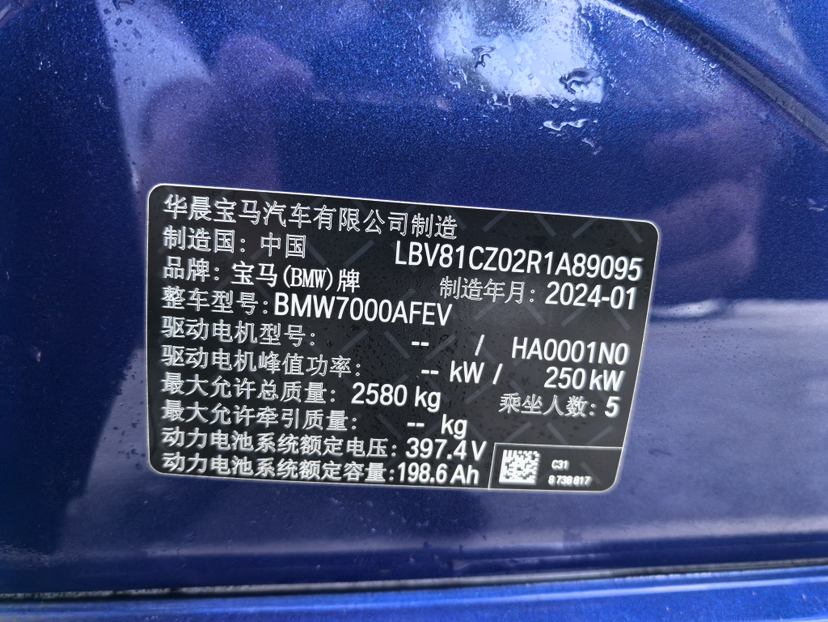 华晨宝马汽车有限公司制造
制造国：中国 LBV81CZ02R1A89095
品牌：宝马(BMW)牌 制造年月：2024-01
整车型号：BMW7000AFEV
驱动电机型号： -- / HA0001N0
驱动电机峰值功率： -- kW / 250 kW
最大允许总质量： 2580 kg 乘坐人数：5
最大允许牵引质量： -- kg
动力电池系统额定电压：397.4 V
动力电池系统额定容量：198.6 Ah
C31
8 738 817